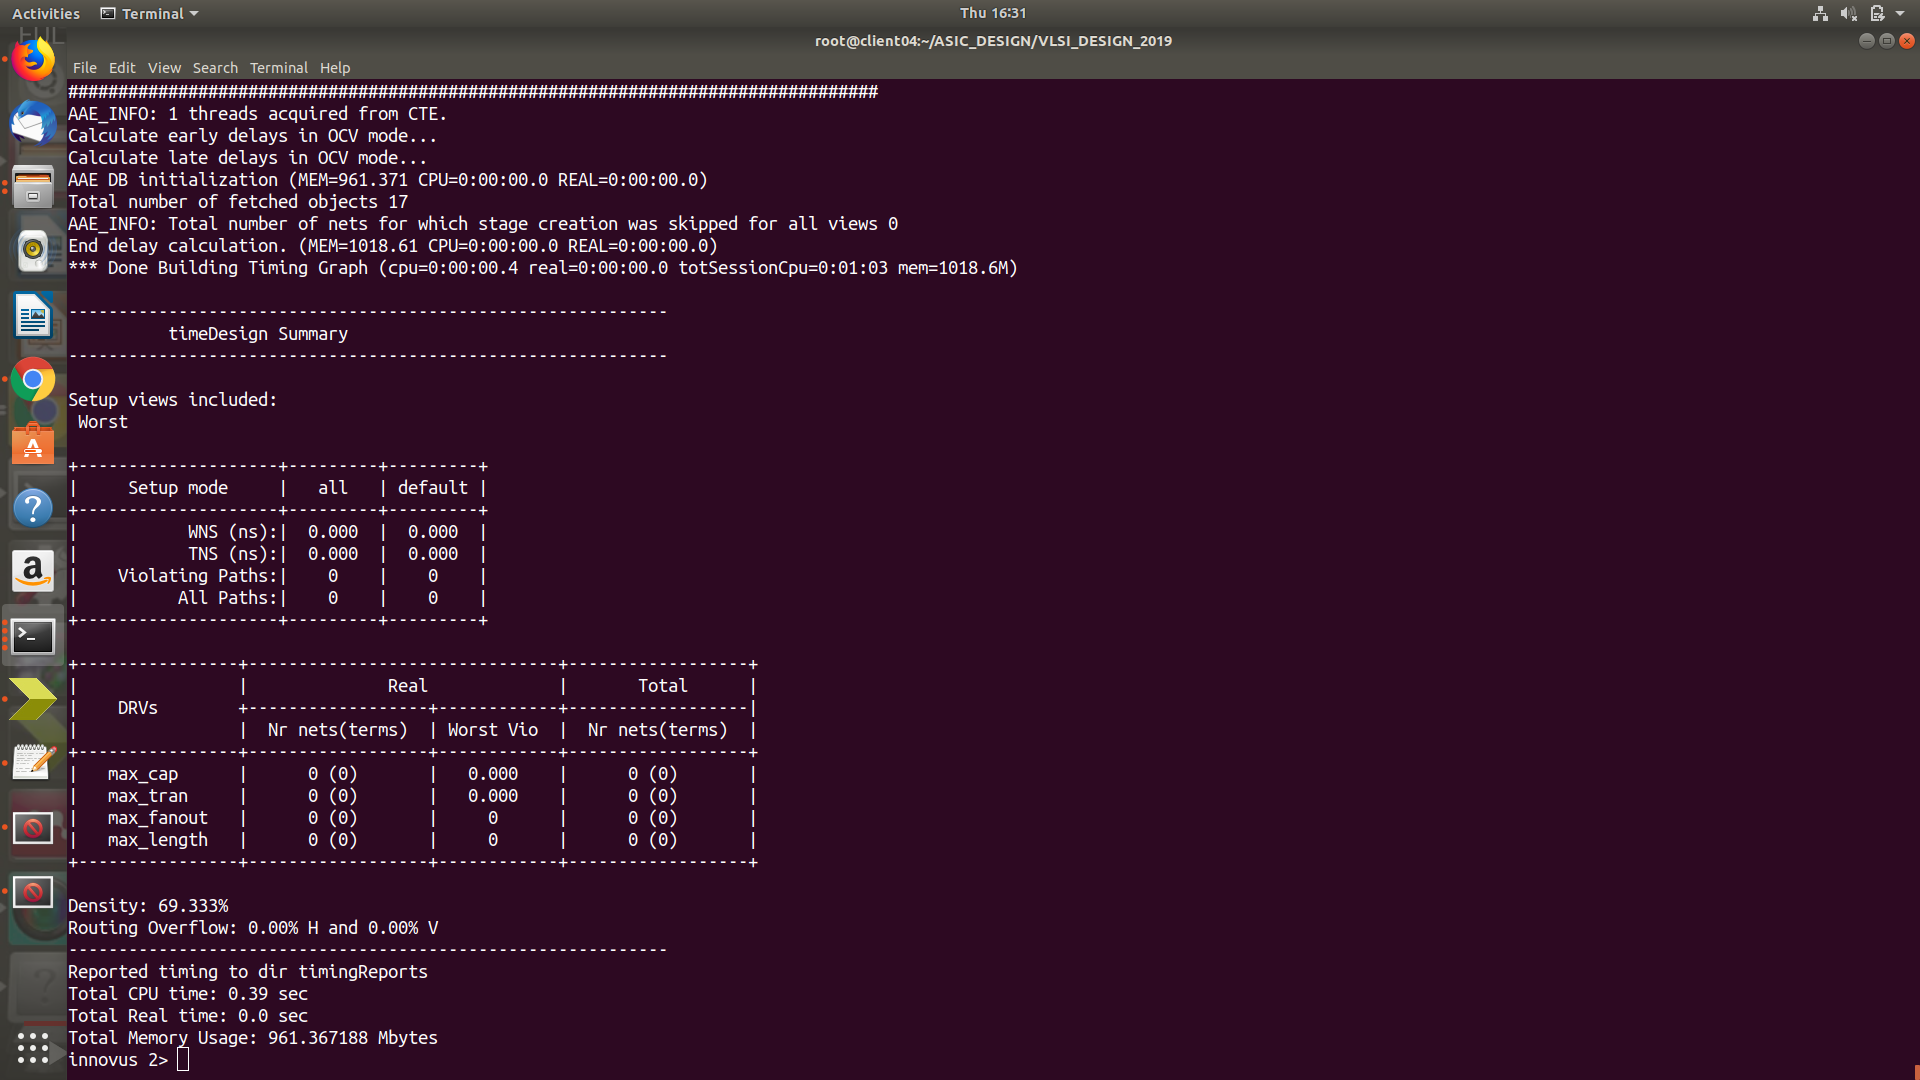 Activities Terminal Thu 16:31
root@client04:~/ASIC_DESIGN/VLSI_DESIGN_2019
File Edit View Search Terminal Help
#################################################################################
AAE_INFO: 1 threads acquired from CTE.
Calculate early delays in OCV mode...
Calculate late delays in OCV mode...
AAE DB initialization (MEM=961.371 CPU=0:00:00.0 REAL=0:00:00.0)
Total number of fetched objects 17
AAE_INFO: Total number of nets for which stage creation was skipped for all views 0
End delay calculation. (MEM=1018.61 CPU=0:00:00.0 REAL=0:00:00.0)
*** Done Building Timing Graph (cpu=0:00:00.4 real=0:00:00.0 totSessionCpu=0:01:03 mem=1018.6M)
------------------------------------------------------------
          timeDesign Summary
------------------------------------------------------------
Setup views included:
 Worst
+--------------------+---------+---------+
|     Setup mode     |   all   | default |
+--------------------+---------+---------+
|           WNS (ns):|  0.000  |  0.000  |
|           TNS (ns):|  0.000  |  0.000  |
|    Violating Paths:|    0    |    0    |
|          All Paths:|    0    |    0    |
+--------------------+---------+---------+
+----------------+-------------------------------+------------------+
|                |              Real             |       Total      |
|    DRVs        +------------------+------------+------------------|
|                |  Nr nets(terms)  | Worst Vio  |  Nr nets(terms)  |
+----------------+------------------+------------+------------------+
|   max_cap      |      0 (0)       |   0.000    |      0 (0)       |
|   max_tran     |      0 (0)       |   0.000    |      0 (0)       |
|   max_fanout   |      0 (0)       |     0      |      0 (0)       |
|   max_length   |      0 (0)       |     0      |      0 (0)       |
+----------------+------------------+------------+------------------+
Density: 69.333%
Routing Overflow: 0.00% H and 0.00% V
------------------------------------------------------------
Reported timing to dir timingReports
Total CPU time: 0.39 sec
Total Real time: 0.0 sec
Total Memory Usage: 961.367188 Mbytes
innovus 2>